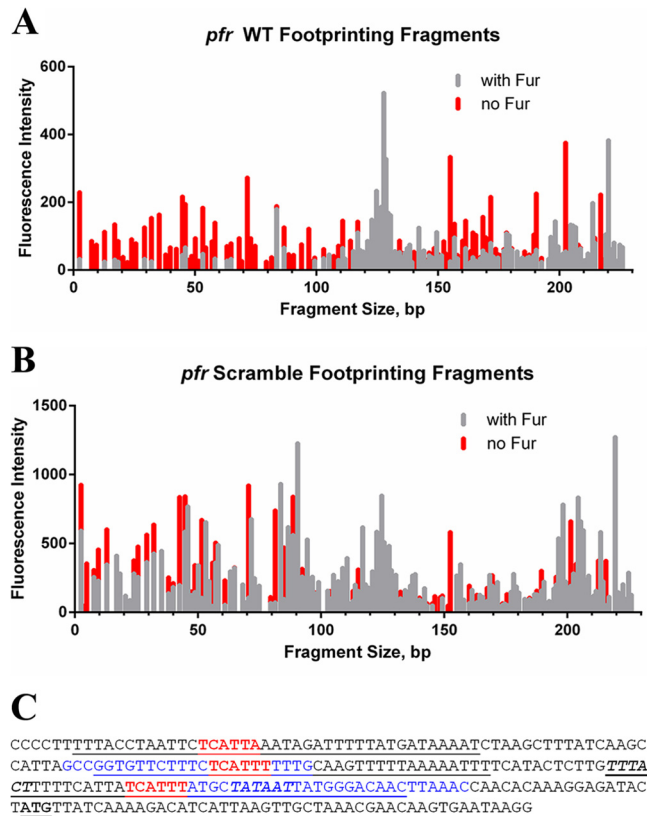 A
pfr WT Footprinting Fragments
Fluorescence Intensity
600
400
200
0
with Fur
no Fur
0
50
100
150
200
Fragment Size, bp
B
pfr Scramble Footprinting Fragments
Fluorescence Intensity
1500
1000
500
0
with Fur
no Fur
0
50
100
150
200
Fragment Size, bp
C
CCCCTTTTTACCTAATTCTCATTAAATAGATTTTTATGATAAAATCTAAGCTTTATCAAGC
CATTAGCCGGTGTTCTTTCTCATTTTTTGCAAGTTTTTAAAAATTTTCATACTCTTGTTTA
CTTTTTCATTATCATTTATGCTATAATTATGGGACAACTTAAACCAACACAAAGGAGATAC
TATGTTATCAAAAGACATCATTAAGTTGCTAAACGAACAAGTGAATAAGG